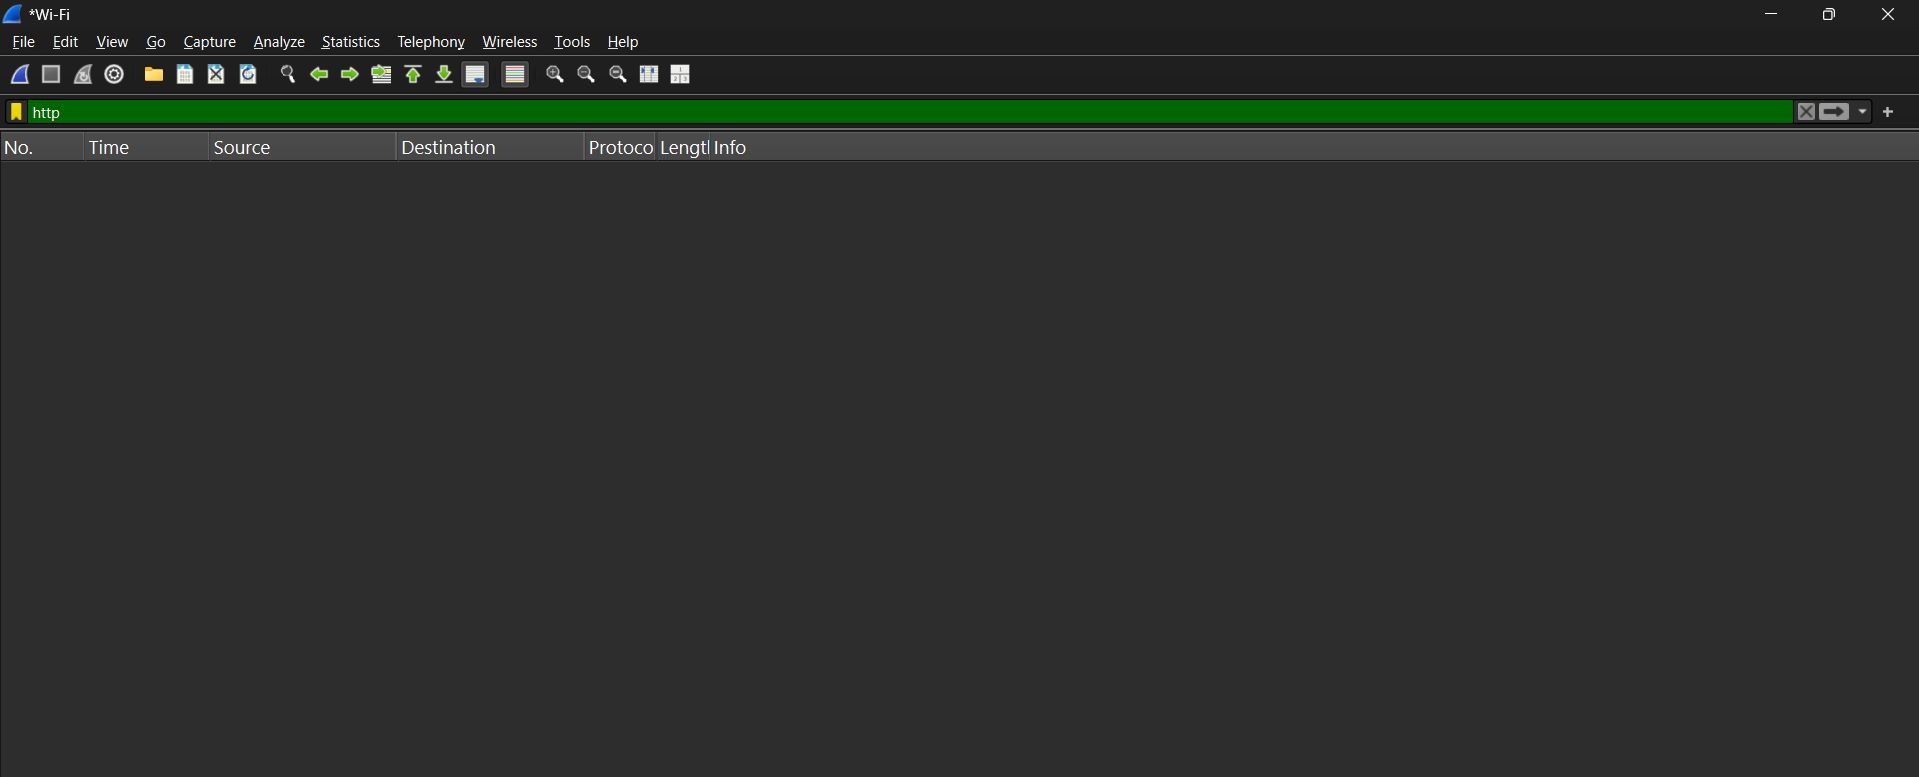 *Wi-Fi
File Edit View Go Capture Analyze Statistics Telephony Wireless Tools Help
http
No. Time Source Destination Protoco Lengt Info